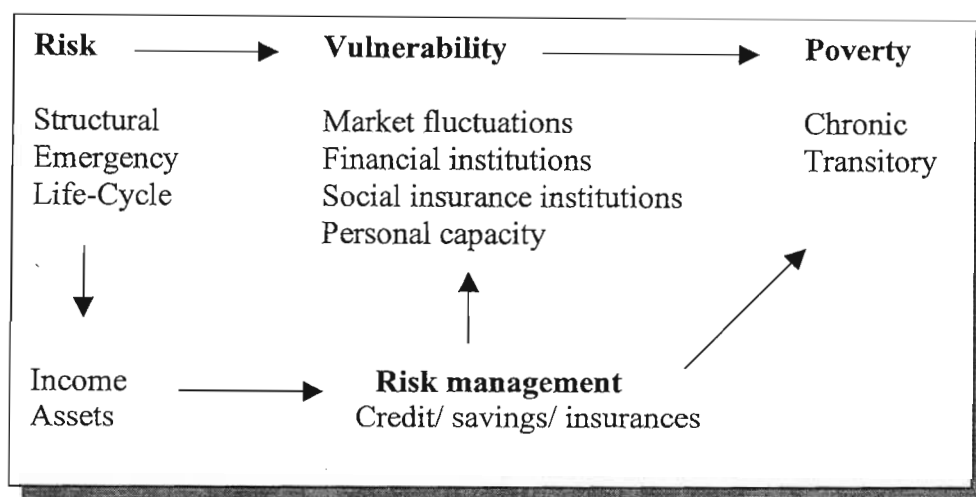 Risk Vulnerability Poverty
Structural Market fluctuations Chronic
Emergency Financial institutions Transitory
Life-Cycle Social insurance institutions
Personal capacity
Income Risk management
Assets Credit/ savings/ insurances